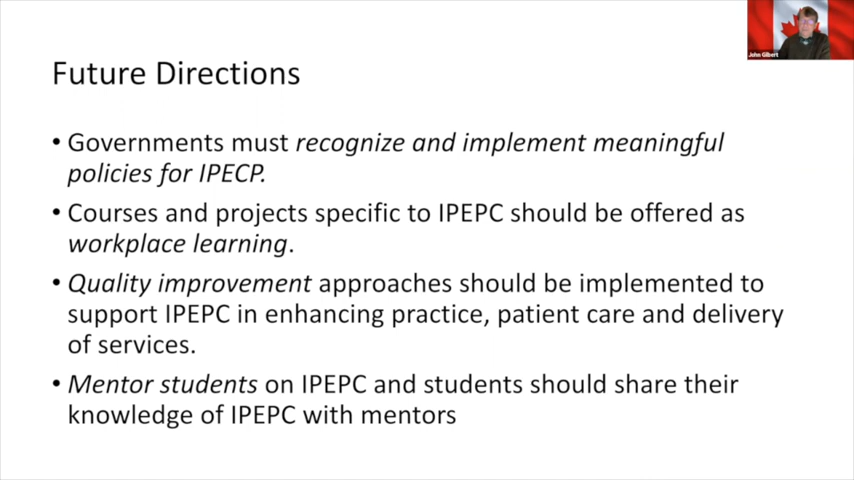 John Gilbert
Future Directions
• Governments must recognize and implement meaningful
policies for IPECP.
• Courses and projects specific to IPEPC should be offered as
workplace learning.
• Quality improvement approaches should be implemented to
support IPEPC in enhancing practice, patient care and delivery
of services.
• Mentor students on IPEPC and students should share their
knowledge of IPEPC with mentors